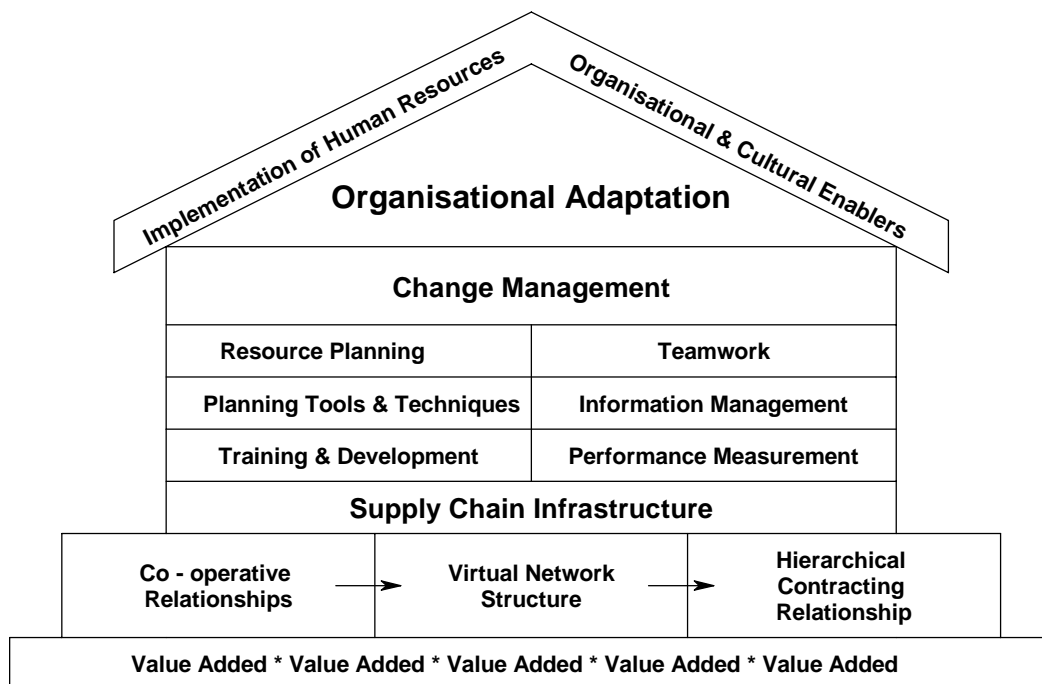 Implementation of Human Resources
Organisational & Cultural Enablers
Organisational Adaptation
Change Management
Resource Planning
Teamwork
Planning Tools & Techniques
Information Management
Training & Development
Performance Measurement
Supply Chain Infrastructure
Co - operative
Relationships
Virtual Network
Structure
Hierarchical
Contracting
Relationship
Value Added * Value Added * Value Added * Value Added * Value Added